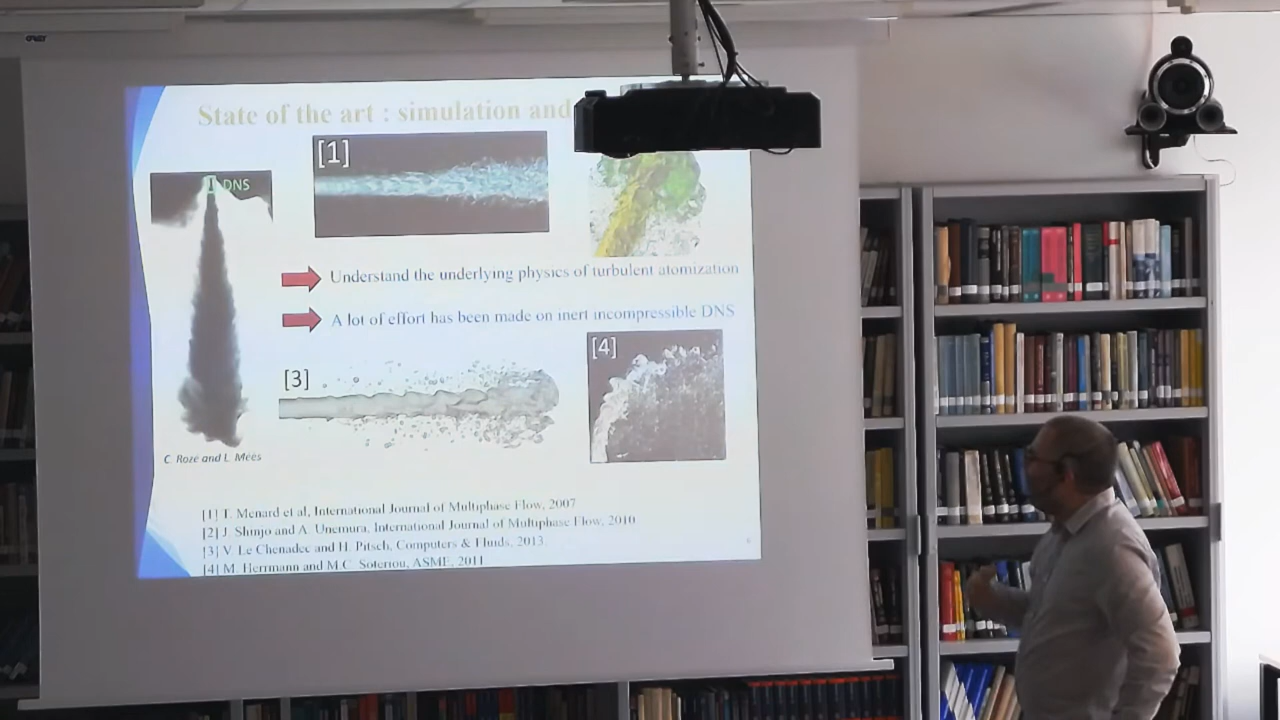 State of the art : simulation and
[1]
DNS
Understand the underlying physics of turbulent atomization
A lot of effort has been made on inert incompressible DNS
[3]
[4]
C. Rozé and L. Méès
[1] T. Menard et al, International Journal of Multiphase Flow, 2007
[2] J. Shinjo and A. Umemura, International Journal of Multiphase Flow, 2010
[3] V. Le Chenadec and H. Pitsch, Computers & Fluids, 2013
[4] M. Herrmann and M.C. Soteriou, ASME, 2011